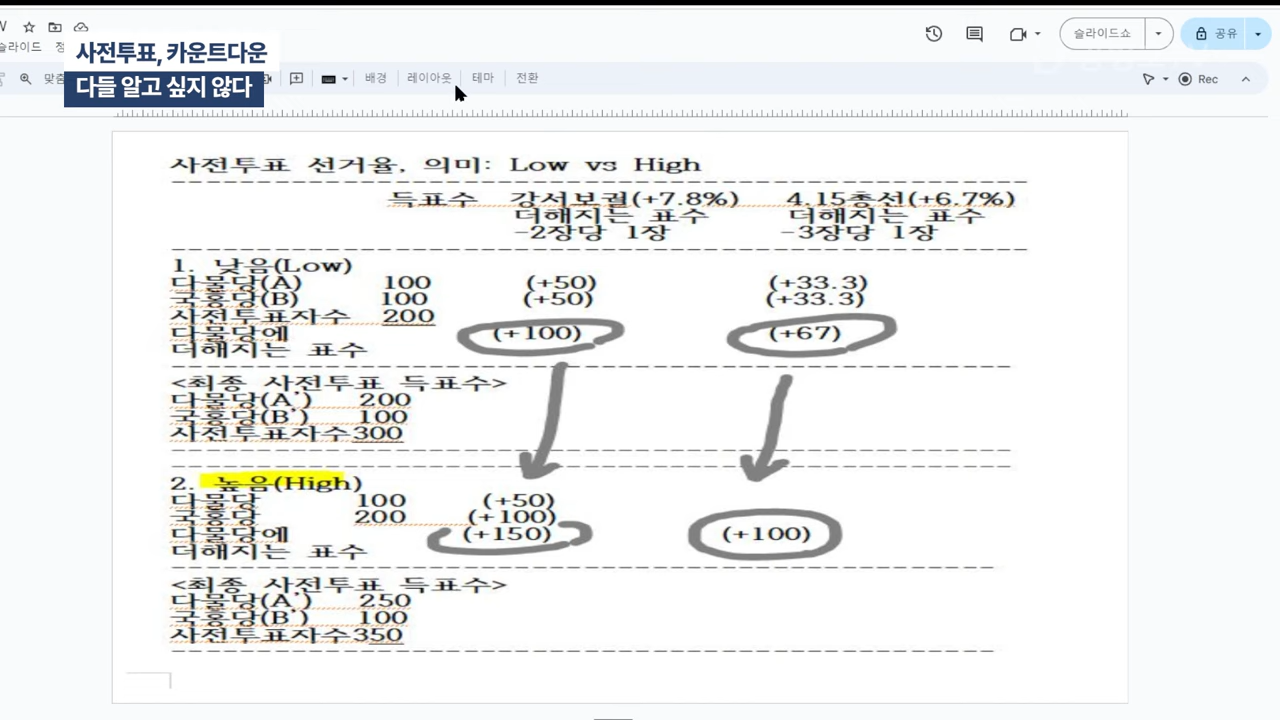 슬라이드
사전투표, 카운트다운
다들 알고 싶지 않다
맞춤
배경
레이아웃
테마
전환
슬라이드쇼
공유
Rec
사전투표 선거율, 의미: Low vs High
득표수 강서보궐(+7.8%) 4.15총선(+6.7%)
더해지는 표수 더해지는 표수
-2장당 1장 -3장당 1장
1. 낮음(Low)
다물당(A) 100 (+50) (+33.3)
국홍당(B) 100 (+50) (+33.3)
사전투표자수 200
다물당에 (+100) (+67)
더해지는 표수
<최종 사전투표 득표수>
다물당(A') 200
국홍당(B') 100
사전투표자수300
2. 높음(High)
다물당 100 (+50)
국홍당 200 (+100)
다물당에 (+150) (+100)
더해지는 표수
<최종 사전투표 득표수>
다물당(A') 250
국홍당(B') 100
사전투표자수350